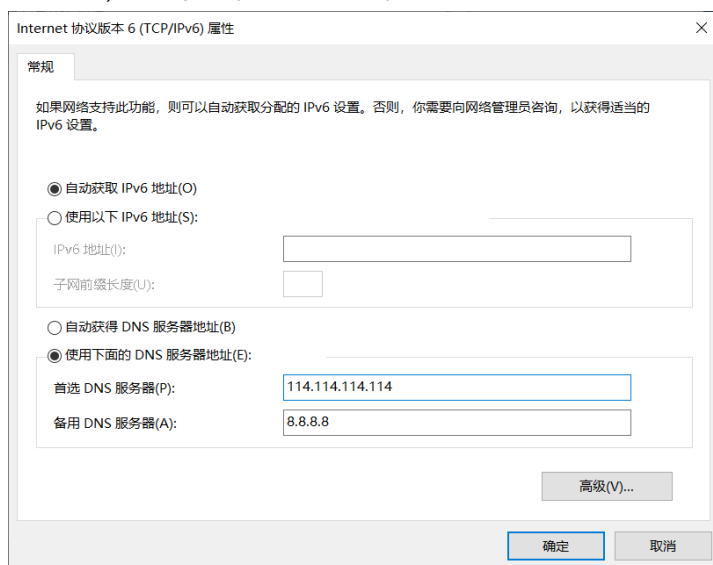 Internet 协议版本 6 (TCP/IPv6) 属性
常规
如果网络支持此功能，则可以自动获取分配的 IPv6 设置。否则，你需要向网络管理员咨询，以获得适当的
IPv6 设置。
自动获取 IPv6 地址(O)
使用以下 IPv6 地址(S):
IPv6 地址(I):
子网前缀长度(U):
自动获得 DNS 服务器地址(B)
使用下面的 DNS 服务器地址(E):
首选 DNS 服务器(P): 114.114.114.114
备用 DNS 服务器(A): 8.8.8.8
高级(V)...
确定 取消